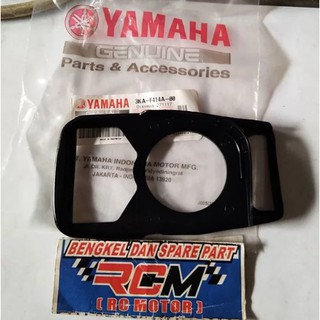 YAMAHA
GENUINE
Parts & Accessories
YAMAHA
3KA-F414A-00
YAMAHA INDONESIA MOTOR MFG.
JAKARTA - INDONESIA 13920
BENGKEL DAN SPARE PART
RCM
( RC MOTOR )